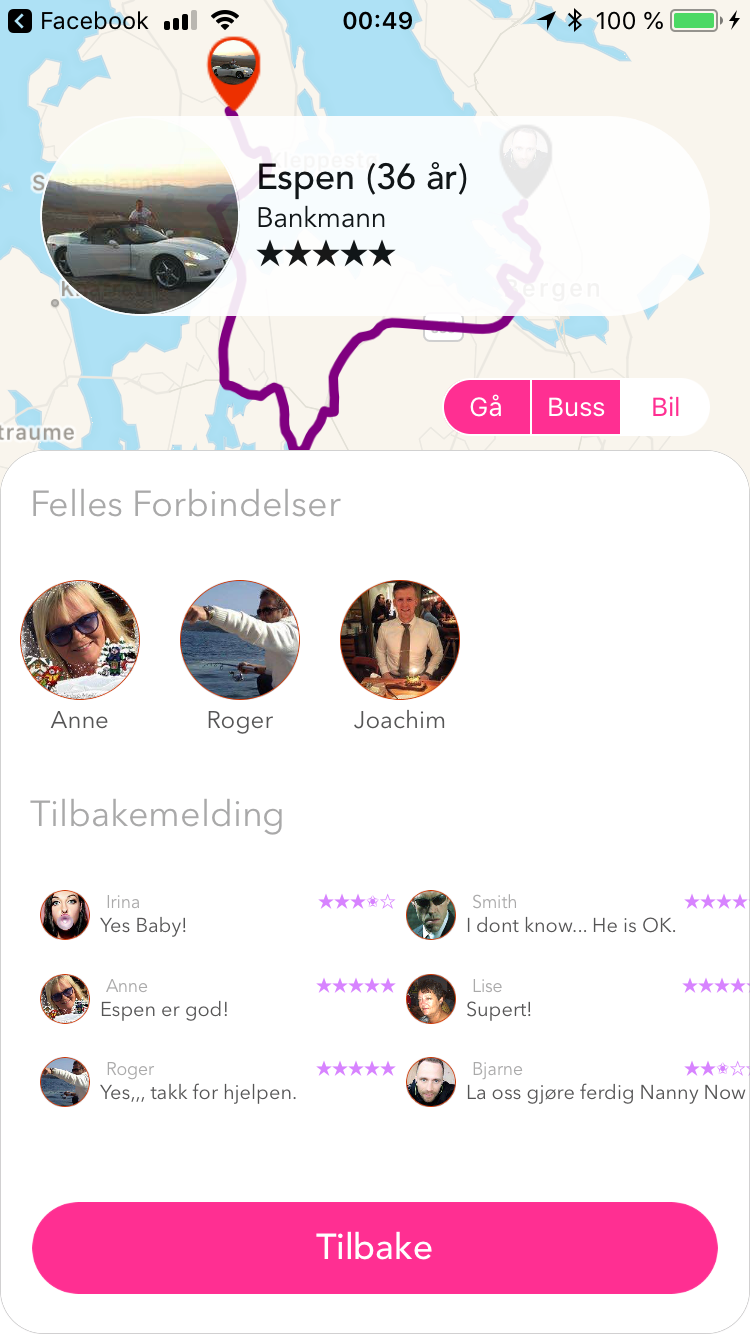 Facebook 00:49 100 %
Espen (36 år)
Bankmann
★★★★★
ergen
traume
Gå Buss Bil
Felles Forbindelser
Anne Roger Joachim
Tilbakemelding
Irina
Yes Baby!
Smith
I dont know... He is OK.
Anne
Espen er god!
Lise
Supert!
Roger
Yes,,, takk for hjelpen.
Bjarne
La oss gjøre ferdig Nanny Now
Tilbake